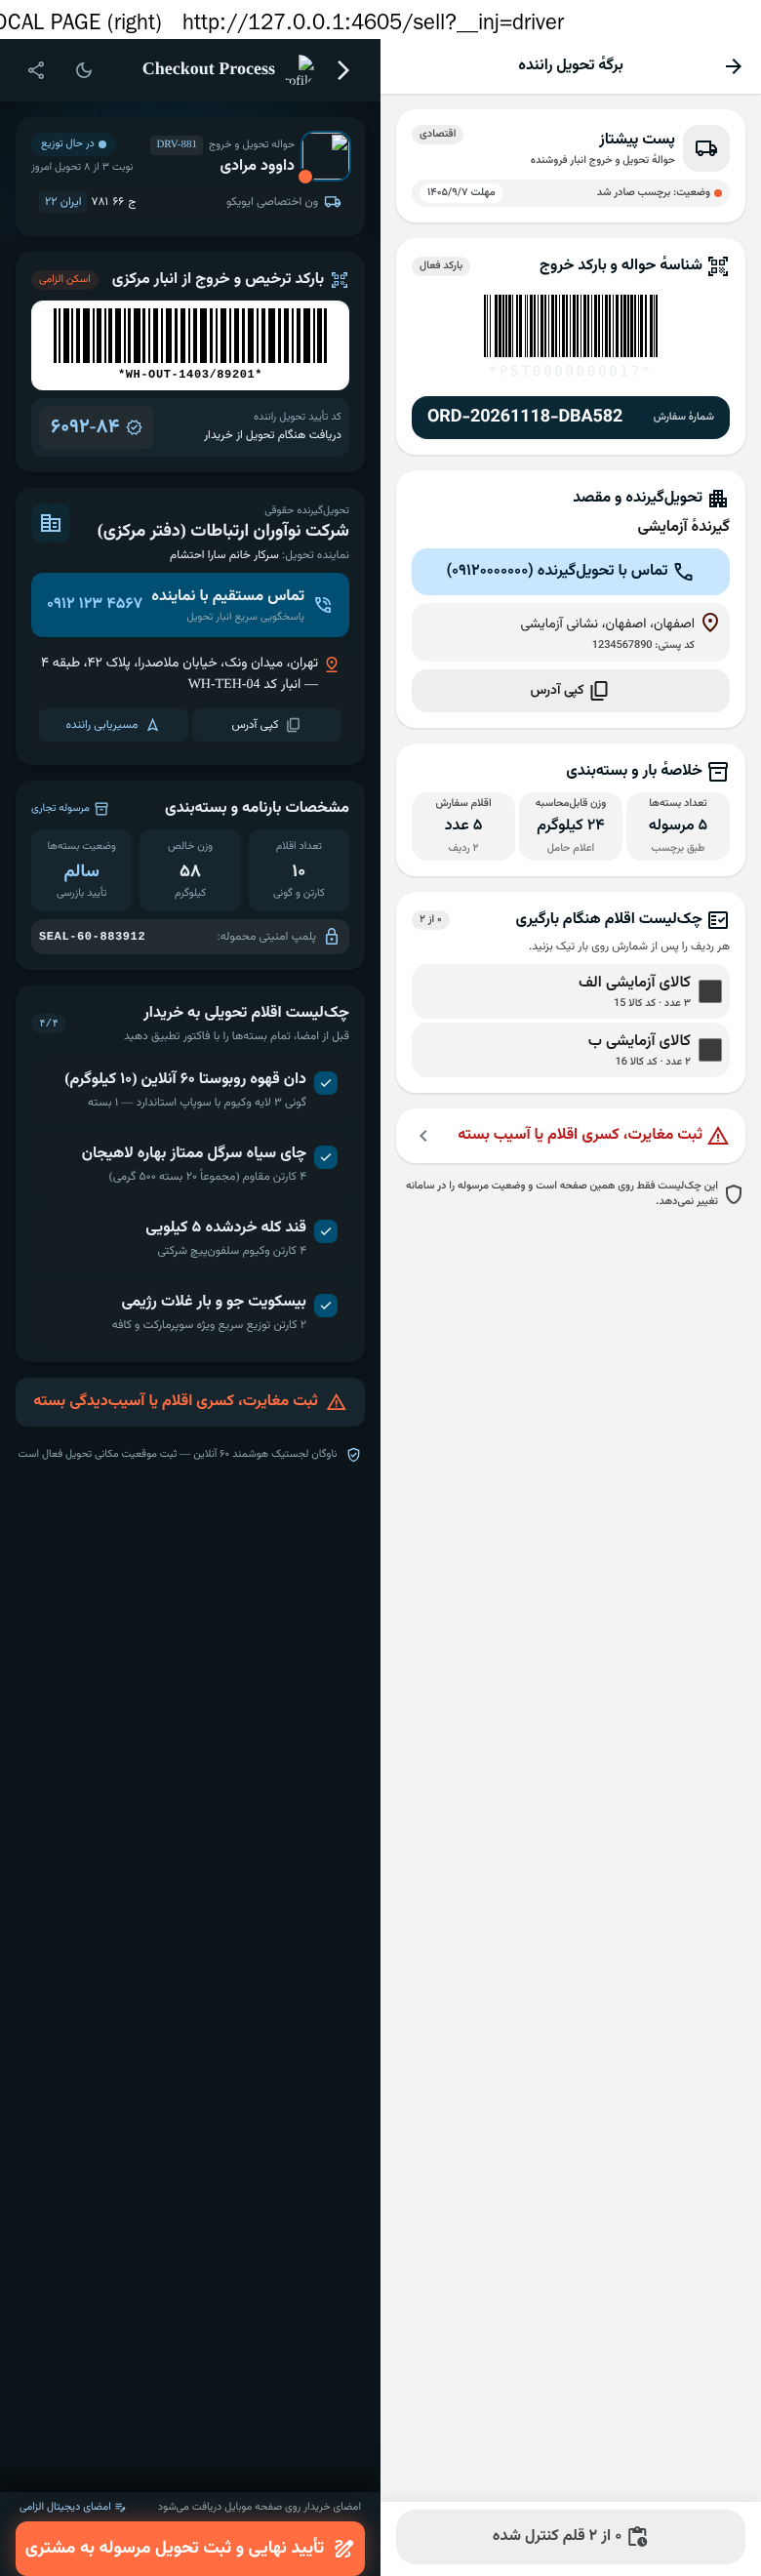 OCAL PAGE (right) http://127.0.0.1:4605/sell?__inj=driver
برگهٔ تحویل راننده
پست پیشتاز
اقتصادی
حوالهٔ تحویل و خروج انبار فروشنده
وضعیت: برچسب صادر شد
مهلت ۱۴۰۵/۹/۷
شناسهٔ حواله و بارکد خروج
بارکد فعال
*PST0000000017*
شمارهٔ سفارش
ORD-20261118-DBA582
تحویل‌گیرنده و مقصد
گیرندهٔ آزمایشی
تماس با تحویل‌گیرنده (۰۹۱۲۰۰۰۰۰۰۰)
اصفهان، اصفهان، نشانی آزمایشی
کد پستی: 1234567890
کپی آدرس
خلاصهٔ بار و بسته‌بندی
تعداد بسته‌ها
۵ مرسوله
طبق برچسب
وزن قابل‌محاسبه
۲۴ کیلوگرم
اعلام حامل
اقلام سفارش
۵ عدد
۲ ردیف
چک‌لیست اقلام هنگام بارگیری
۰ از ۲
هر ردیف را پس از شمارش روی بار تیک بزنید.
کالای آزمایشی الف
۳ عدد · کد کالا 15
کالای آزمایشی ب
۲ عدد · کد کالا 16
ثبت مغایرت، کسری اقلام یا آسیب بسته
این چک‌لیست فقط روی همین صفحه است و وضعیت مرسوله را در سامانه
تغییر نمی‌دهد.
۰ از ۲ قلم کنترل شده
Checkout Process
rofil
حواله تحویل و خروج
DRV-881
در حال توزیع
داوود مرادی
نوبت ۳ از ۸ تحویل امروز
ون اختصاصی ایویکو
ج ۶۶ ۷۸۱
ایران ۲۲
بارکد ترخیص و خروج از انبار مرکزی
اسکن الزامی
*WH-OUT-1403/89201*
کد تأیید تحویل راننده
دریافت هنگام تحویل از خریدار
۶۰۹۲-۸۴
تحویل‌گیرنده حقوقی
شرکت نوآوران ارتباطات (دفتر مرکزی)
نماینده تحویل: سرکار خانم سارا احتشام
تماس مستقیم با نماینده
پاسخگویی سریع انبار تحویل
۰۹۱۲ ۱۲۳ ۴۵۶۷
تهران، میدان ونک، خیابان ملاصدرا، پلاک ۴۲، طبقه ۴
— انبار کد WH-TEH-04
کپی آدرس
مسیریابی راننده
مشخصات بارنامه و بسته‌بندی
مرسوله تجاری
تعداد اقلام
۱۰
کارتن و گونی
وزن خالص
۵۸
کیلوگرم
وضعیت بسته‌ها
سالم
تأیید بازرسی
پلمپ امنیتی محموله:
SEAL-60-883912
چک‌لیست اقلام تحویلی به خریدار
۴/۴
قبل از امضا، تمام بسته‌ها را با فاکتور تطبیق دهید
دان قهوه روبوستا ۶۰ آنلاین (۱۰ کیلوگرم)
گونی ۳ لایه وکیوم با سوپاپ استاندارد — ۱ بسته
چای سیاه سرگل ممتاز بهاره لاهیجان
۴ کارتن مقاوم (مجموعاً ۲۰ بسته ۵۰۰ گرمی)
قند کله خردشده ۵ کیلویی
۴ کارتن وکیوم سلفون‌پیچ شرکتی
بیسکویت جو و بار غلات رژیمی
۲ کارتن توزیع سریع ویژه سوپرمارکت و کافه
ثبت مغایرت، کسری اقلام یا آسیب‌دیدگی بسته
ناوگان لجستیک هوشمند ۶۰ آنلاین — ثبت موقعیت مکانی تحویل فعال است
امضای خریدار روی صفحه موبایل دریافت می‌شود
امضای دیجیتال الزامی
تأیید نهایی و ثبت تحویل مرسوله به مشتری